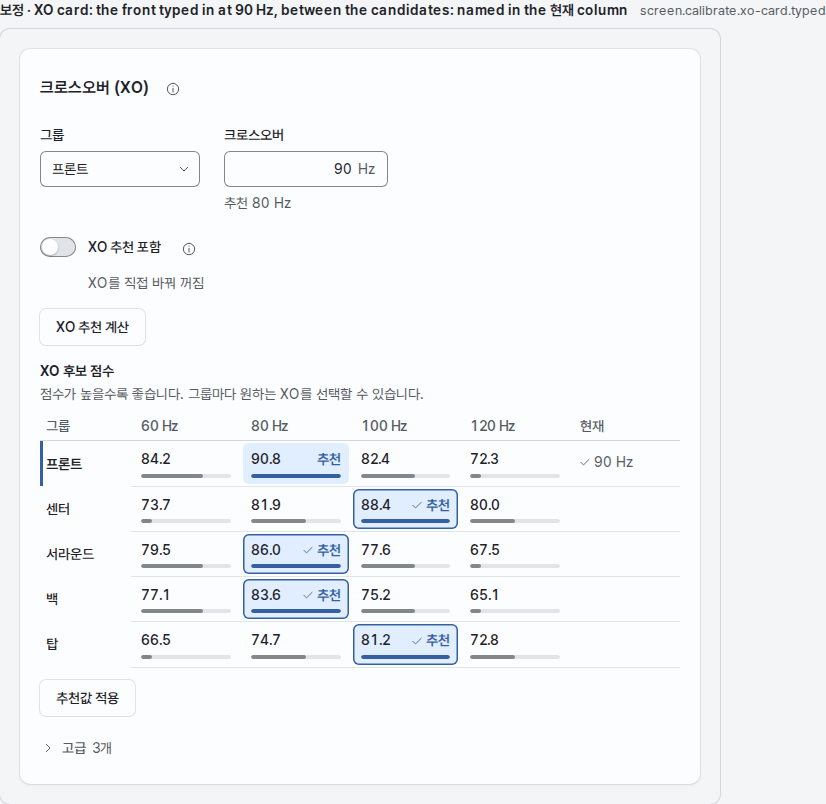 보정 · XO card: the front typed in at 90 Hz, between the candidates: named in the 현재 column screen.calibrate.xo-card.typed
크로스오버 (XO)
그룹 크로스오버
프론트 90 Hz
추천 80 Hz
XO 추천 포함
XO를 직접 바꿔 꺼짐
XO 추천 계산
XO 후보 점수
점수가 높을수록 좋습니다. 그룹마다 원하는 XO를 선택할 수 있습니다.
그룹 60 Hz 80 Hz 100 Hz 120 Hz 현재
프론트 84.2 90.8 추천 82.4 72.3 ✓ 90 Hz
센터 73.7 81.9 88.4 ✓ 추천 80.0
서라운드 79.5 86.0 ✓ 추천 77.6 67.5
백 77.1 83.6 ✓ 추천 75.2 65.1
탑 66.5 74.7 81.2 ✓ 추천 72.8
추천값 적용
고급 3개